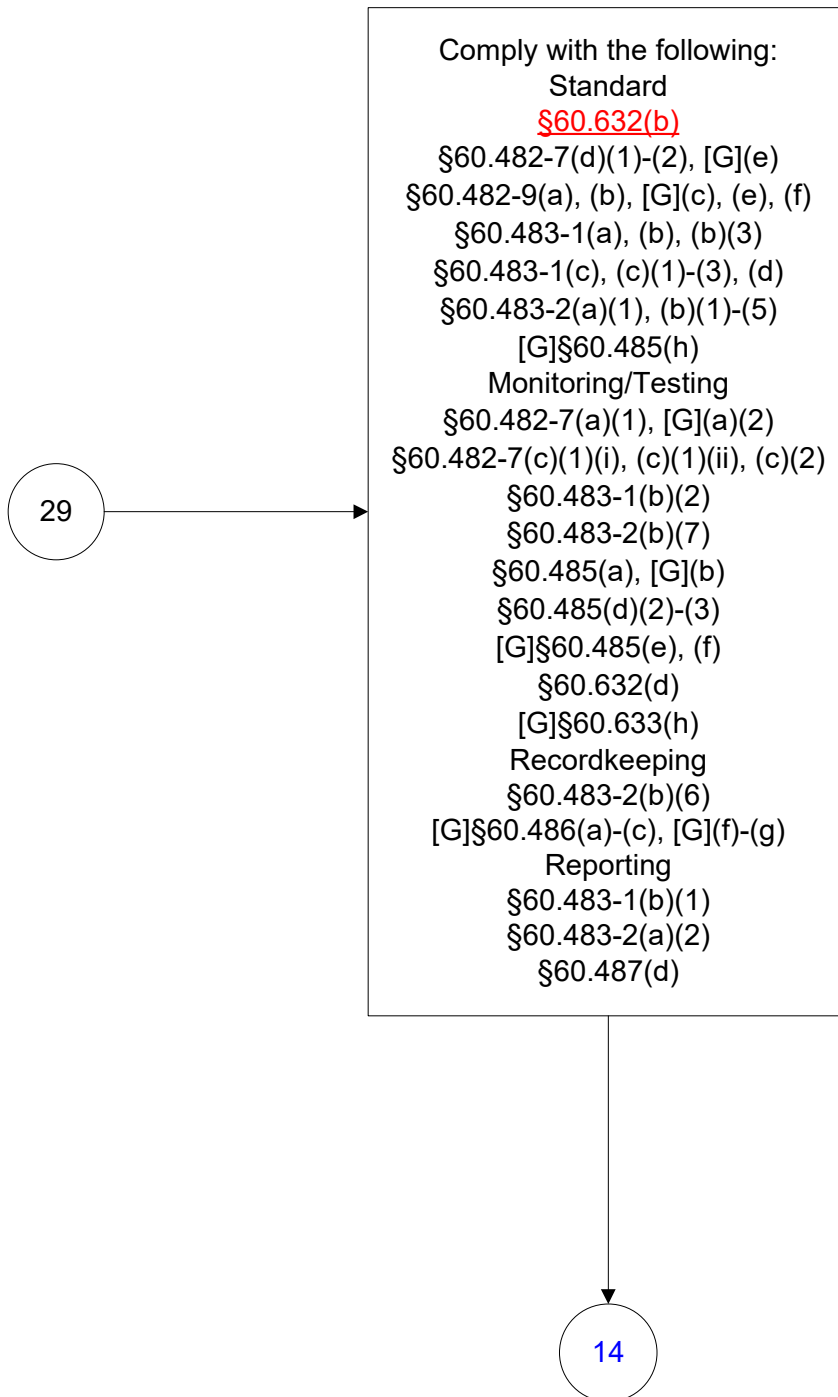 Comply with the following:
Standard
§60.632(b)
§60.482-7(d)(1)-(2), [G](e)
§60.482-9(a), (b), [G](c), (e), (f)
§60.483-1(a), (b), (b)(3)
§60.483-1(c), (c)(1)-(3), (d)
§60.483-2(a)(1), (b)(1)-(5)
[G]§60.485(h)
Monitoring/Testing
§60.482-7(a)(1), [G](a)(2)
§60.482-7(c)(1)(i), (c)(1)(ii), (c)(2)
§60.483-1(b)(2)
§60.483-2(b)(7)
§60.485(a), [G](b)
§60.485(d)(2)-(3)
[G]§60.485(e), (f)
§60.632(d)
[G]§60.633(h)
Recordkeeping
§60.483-2(b)(6)
[G]§60.486(a)-(c), [G](f)-(g)
Reporting
§60.483-1(b)(1)
§60.483-2(a)(2)
§60.487(d)
29
14